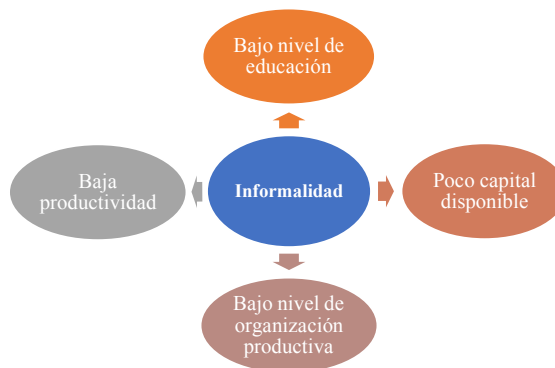 Bajo nivel de
educación
Baja
productividad
Informalidad
Poco capital
disponible
Bajo nivel de
organización
productiva